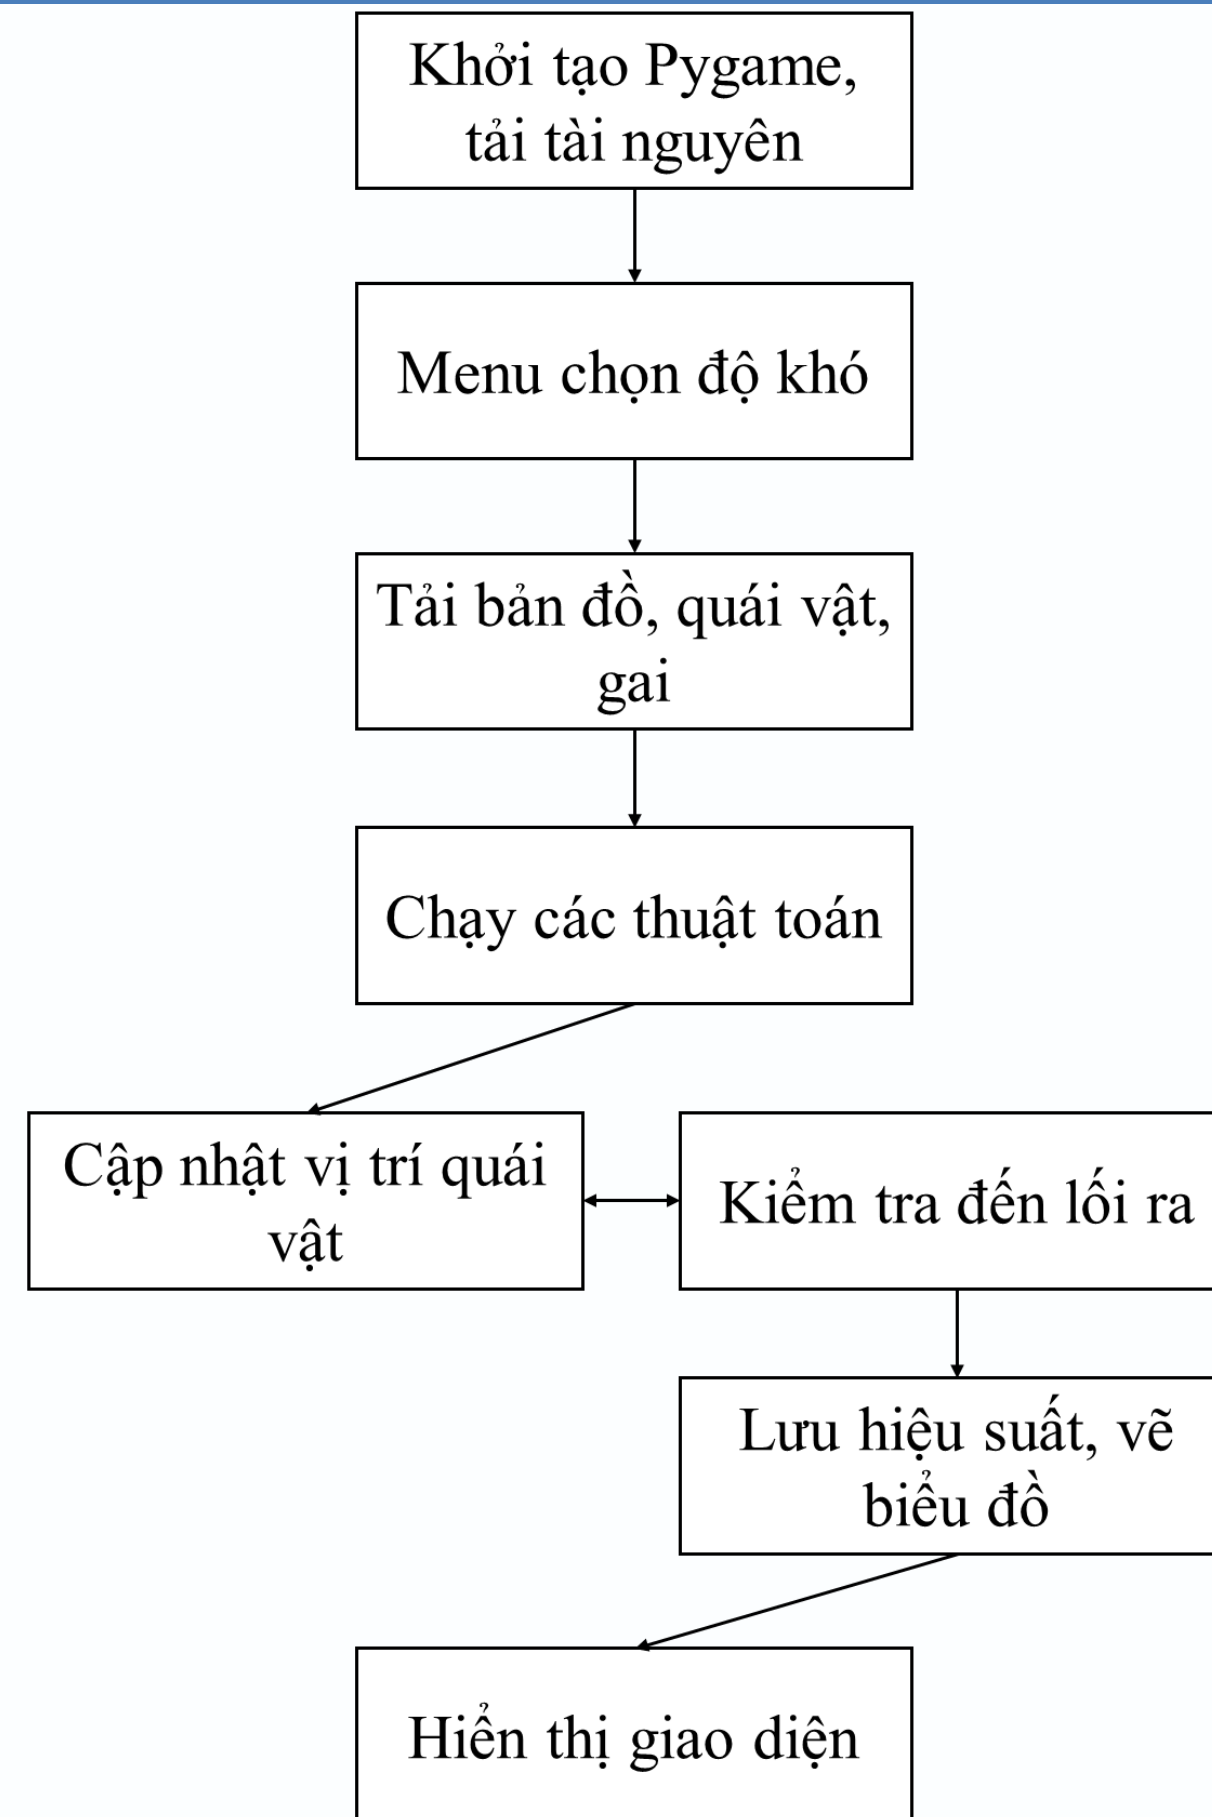 Khởi tạo Pygame,
tải tài nguyên
Menu chọn độ khó
Tải bản đồ, quái vật,
gai
Chạy các thuật toán
Cập nhật vị trí quái
vật
Kiểm tra đến lối ra
Lưu hiệu suất, vẽ
biểu đồ
Hiển thị giao diện